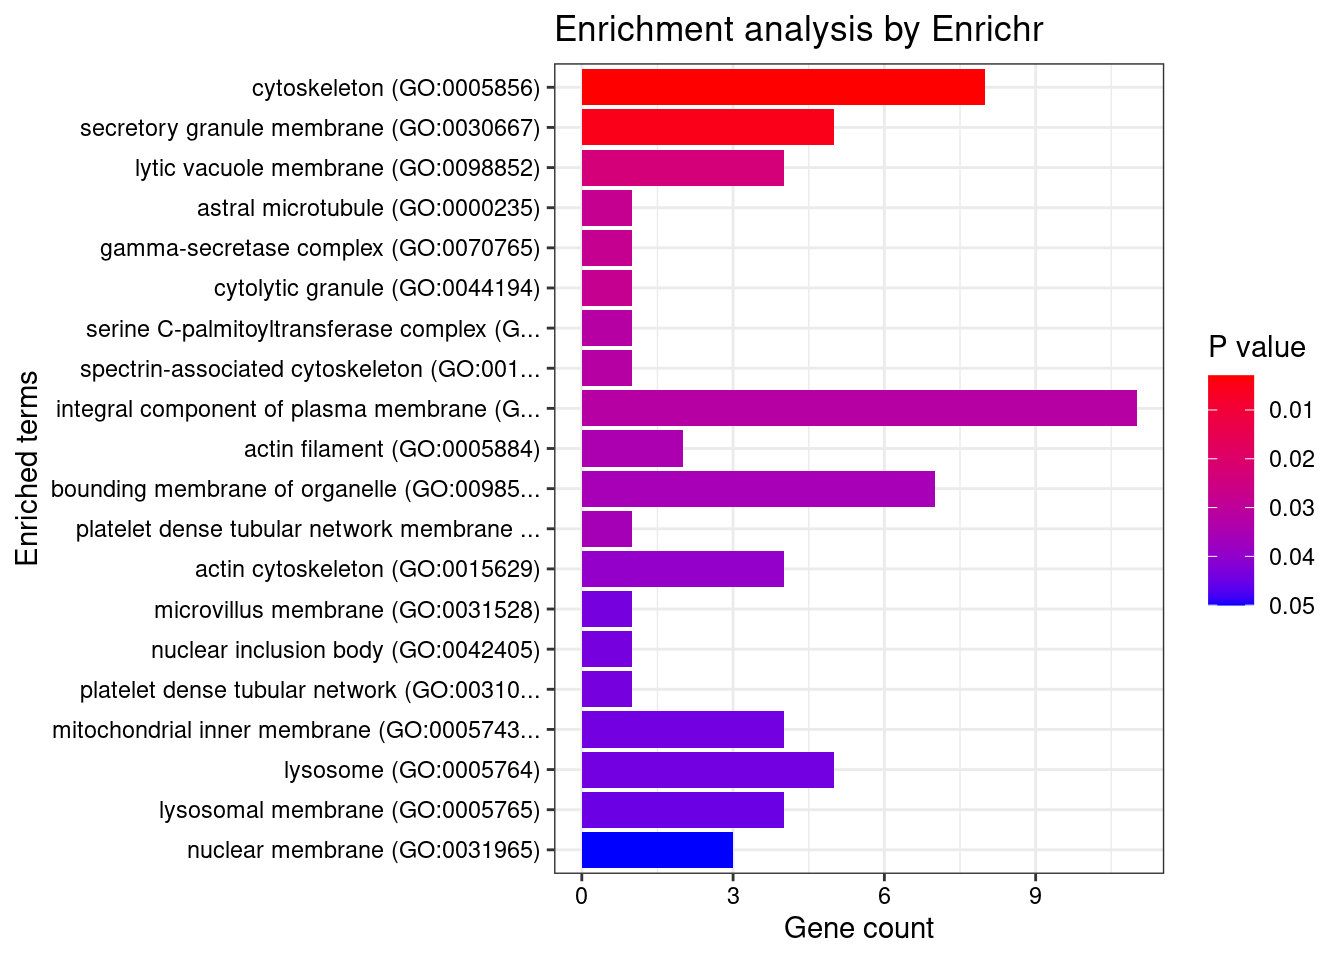 Enrichment analysis by Enrichr
cytoskeleton (GO:0005856)
secretory granule membrane (GO:0030667)
lytic vacuole membrane (GO:0098852)
astral microtubule (GO:0000235)
gamma-secretase complex (GO:0070765)
cytolytic granule (GO:0044194)
serine C-palmitoyltransferase complex (G...
spectrin-associated cytoskeleton (GO:001...
integral component of plasma membrane (G...
actin filament (GO:0005884)
bounding membrane of organelle (GO:00985...
platelet dense tubular network membrane ...
actin cytoskeleton (GO:0015629)
microvillus membrane (GO:0031528)
nuclear inclusion body (GO:0042405)
platelet dense tubular network (GO:00310...
mitochondrial inner membrane (GO:0005743...
lysosome (GO:0005764)
lysosomal membrane (GO:0005765)
nuclear membrane (GO:0031965)
Enriched terms
0 3 6 9
Gene count
P value
0.01
0.02
0.03
0.04
0.05